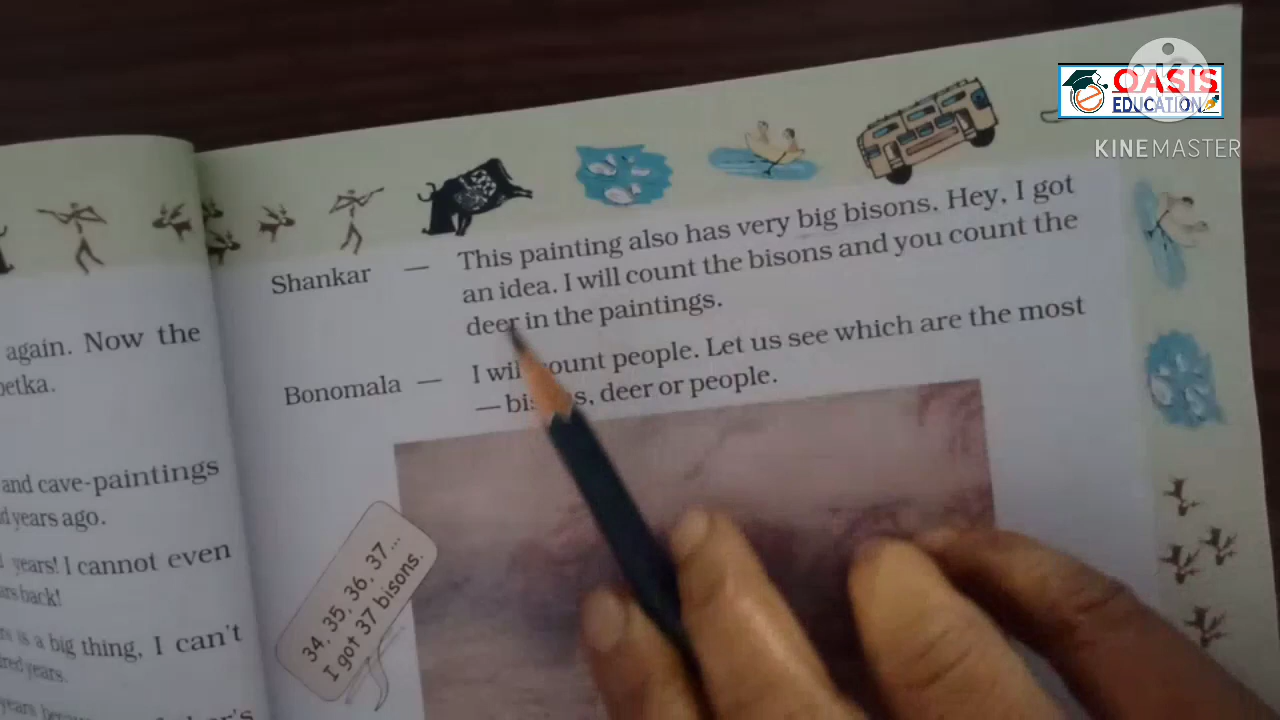 OASIS
EDUCATION
KINEMASTER
again. Now the
and cave-paintings
years ago.
years! I cannot even
back!
is a big thing, I can't
years.
Shankar — This painting also has very big bisons. Hey, I got
an idea. I will count the bisons and you count the
deer in the paintings.
Bonomala — I will count people. Let us see which are the most
— , deer or people.
34, 35, 36, 37...
I got 37 bisons.